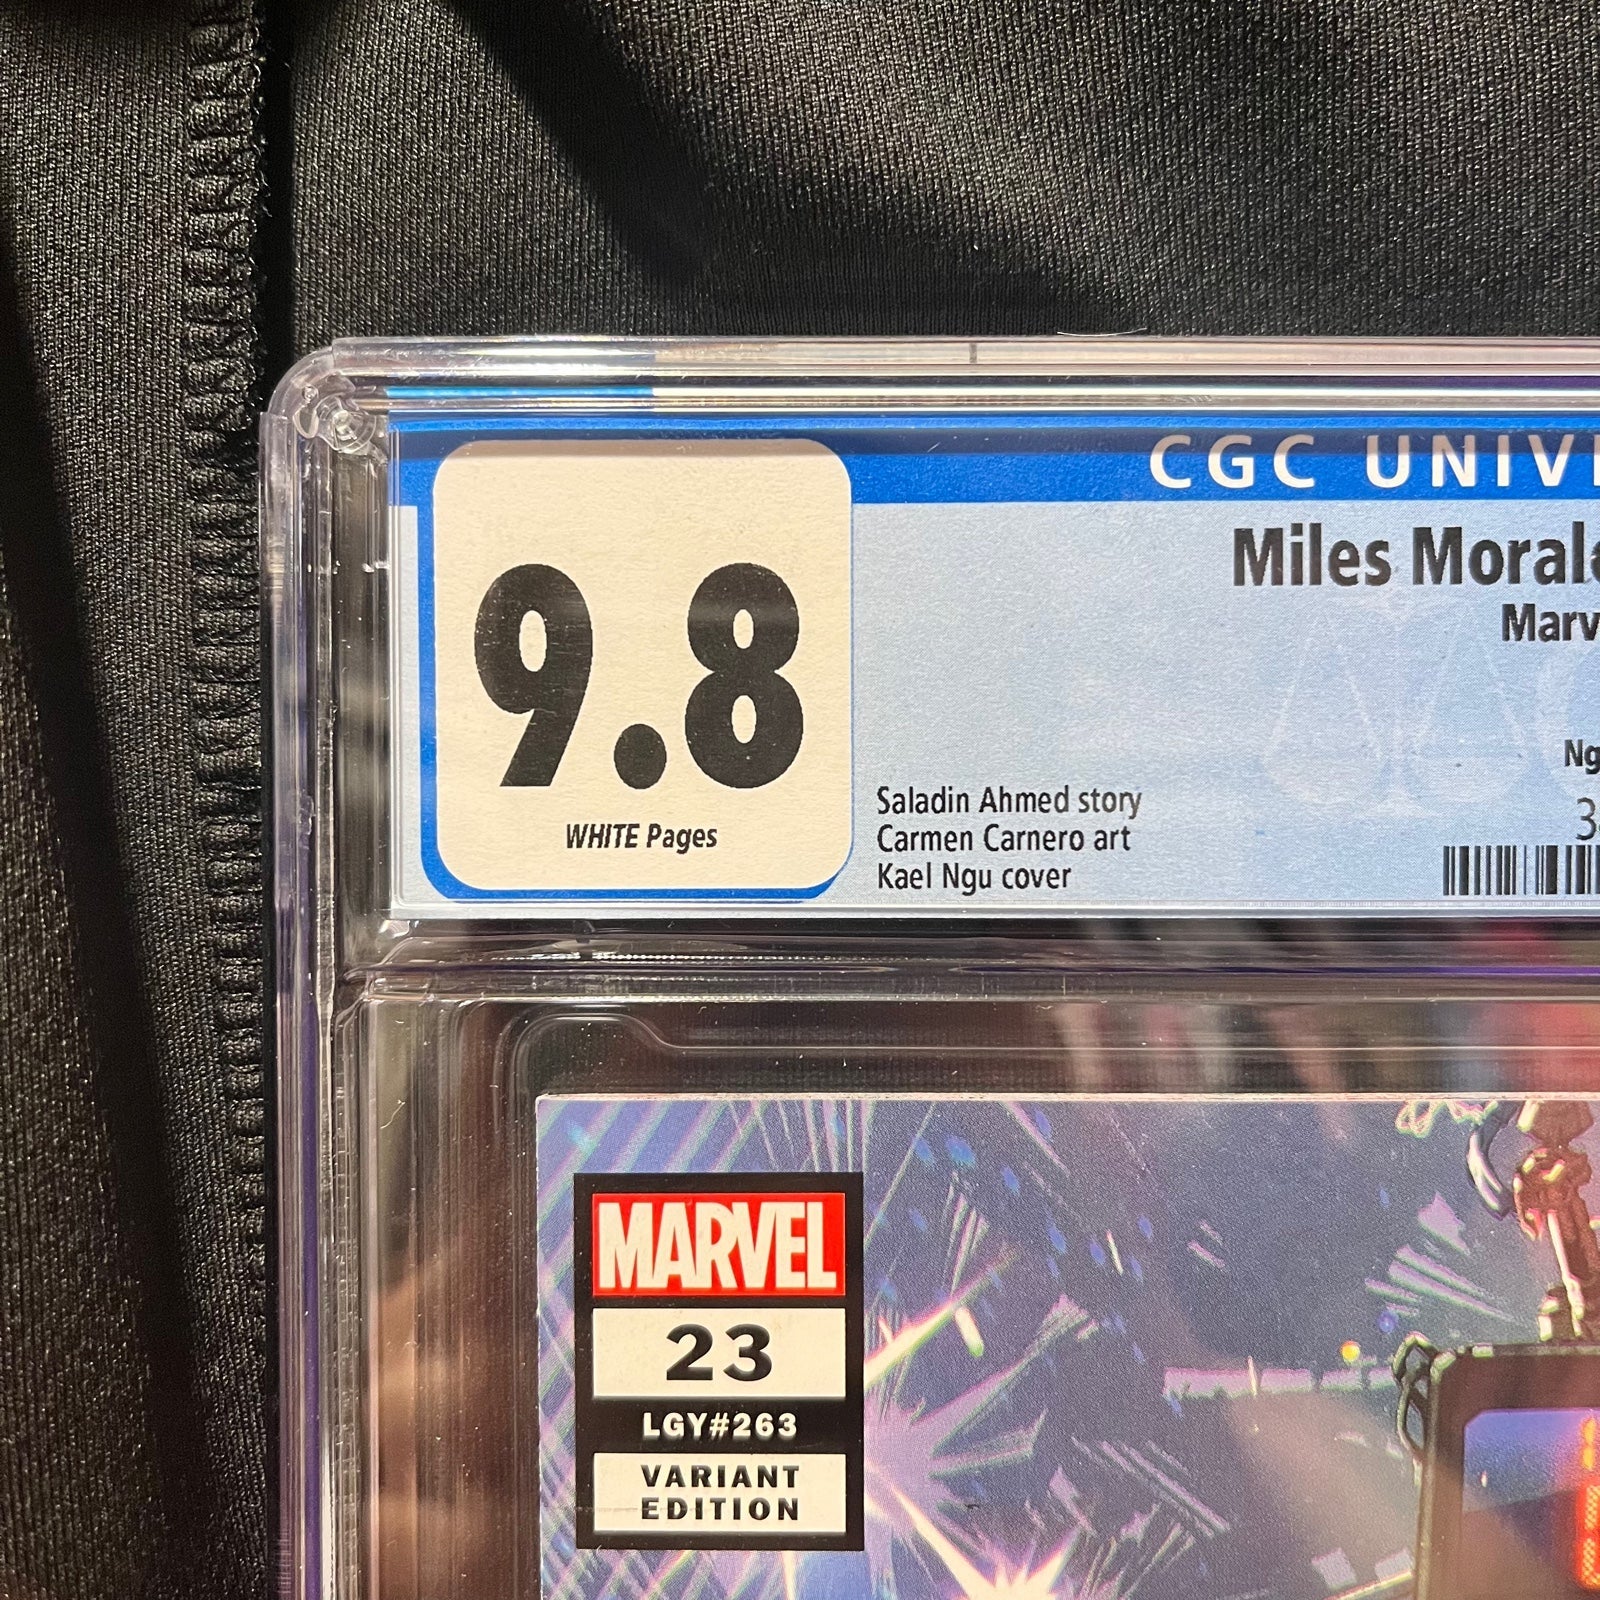 CGC UNIV
9.8
WHITE Pages
Miles Morale
Marv
Ng
Saladin Ahmed story
Carmen Carnero art
Kael Ngu cover
MARVEL
23
LGY#263
VARIANT
EDITION